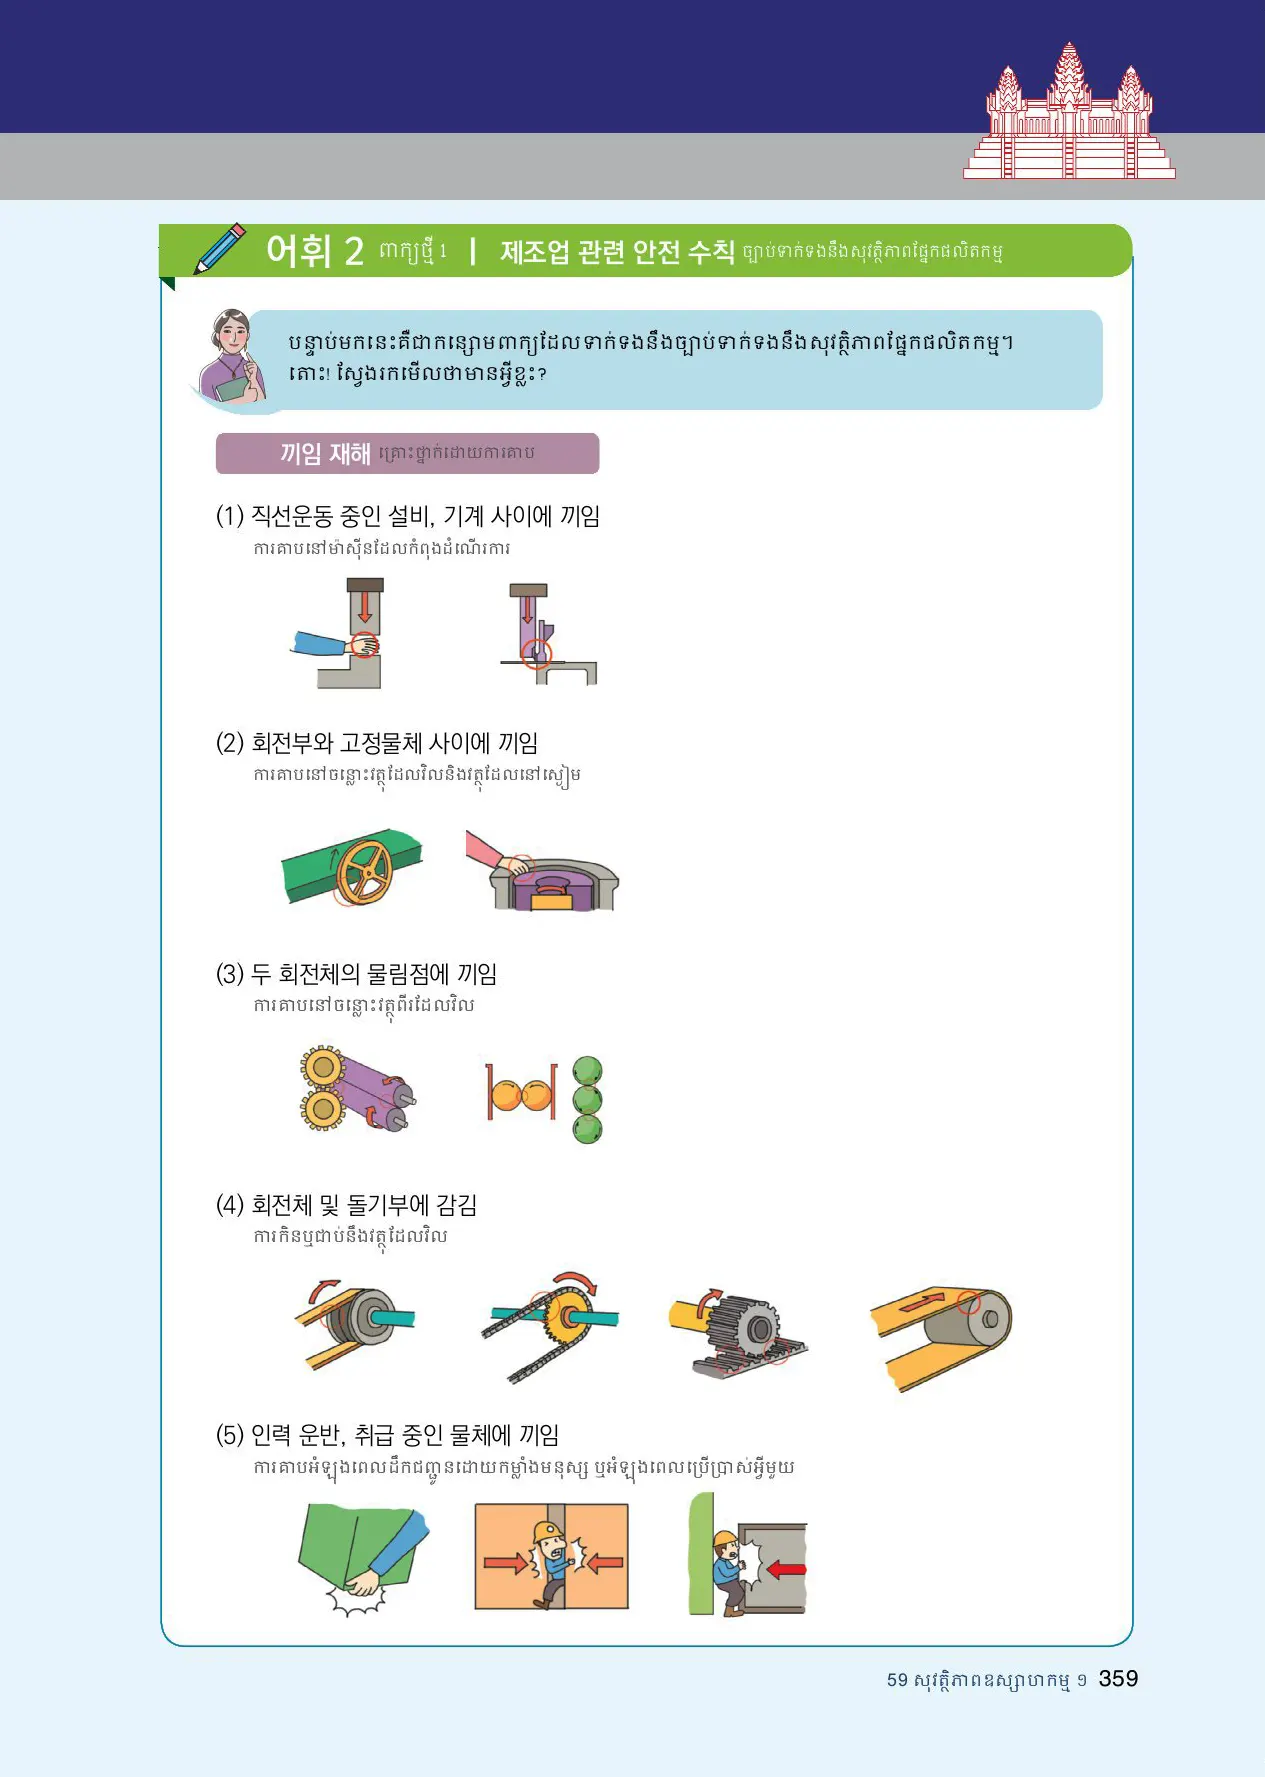 어휘 2 ពាក្យថ្មី 1 | 제조업 관련 안전 수칙 ច្បាប់ទាក់ទងនឹងសុវត្ថិភាពផ្នែកផលិតកម្ម
បន្ទាប់មកនេះគឺជាកន្សោមពាក្យដែលទាក់ទងនឹងច្បាប់ទាក់ទងនឹងសុវត្ថិភាពផ្នែកផលិតកម្ម។
តោះ! ស្វែងរកមើលថាមានអ្វីខ្លះ?
끼임 재해 គ្រោះថ្នាក់ដោយការគាប
(1) 직선운동 중인 설비, 기계 사이에 끼임
ការគាបនៅម៉ាស៊ីនដែលកំពុងដំណើរការ
(2) 회전부와 고정물체 사이에 끼임
ការគាបនៅចន្លោះវត្ថុដែលវិលនិងវត្ថុដែលនៅស្ងៀម
(3) 두 회전체의 물림점에 끼임
ការគាបនៅចន្លោះវត្ថុពីរដែលវិល
(4) 회전체 및 돌기부에 감김
ការកិនឬជាប់នឹងវត្ថុដែលវិល
(5) 인력 운반, 취급 중인 물체에 끼임
ការគាបអំឡុងពេលដឹកជញ្ជូនដោយកម្លាំងមនុស្ស ឬអំឡុងពេលប្រើប្រាស់អ្វីមួយ
59 សុវត្ថិភាពឧស្សាហកម្ម ១ 359